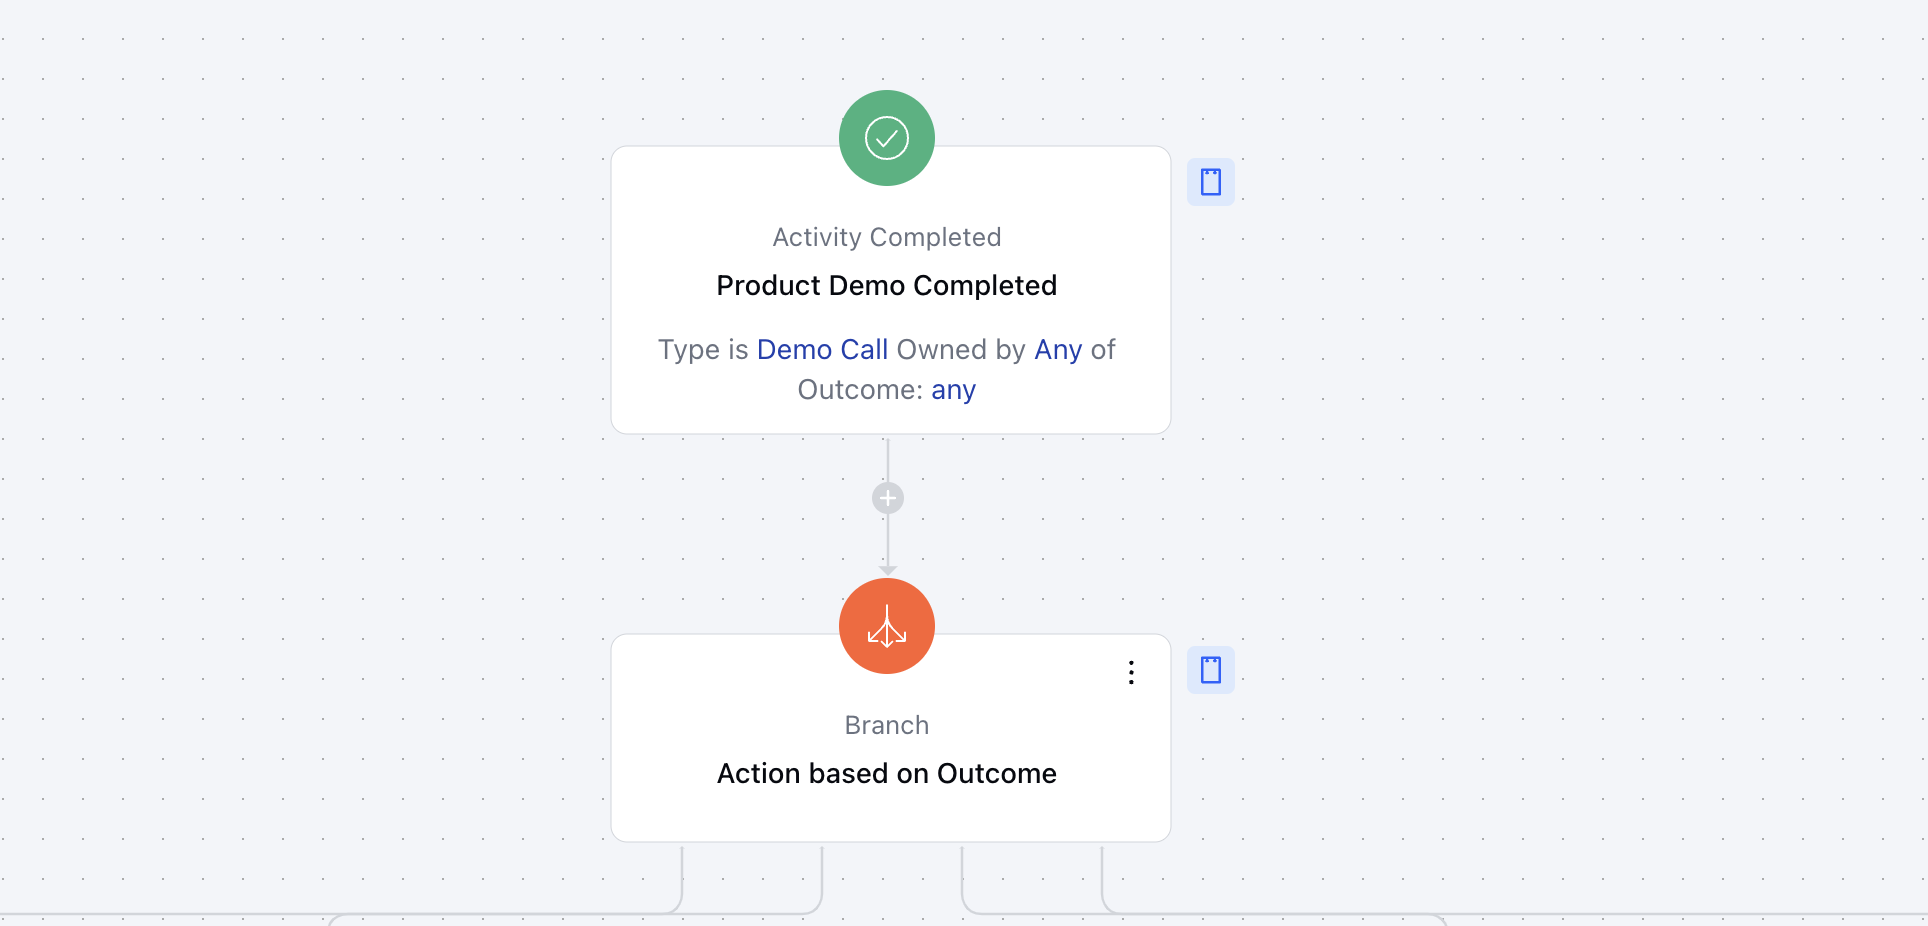 Activity Completed
Product Demo Completed
Type is Demo Call Owned by Any of
Outcome: any
Branch
Action based on Outcome